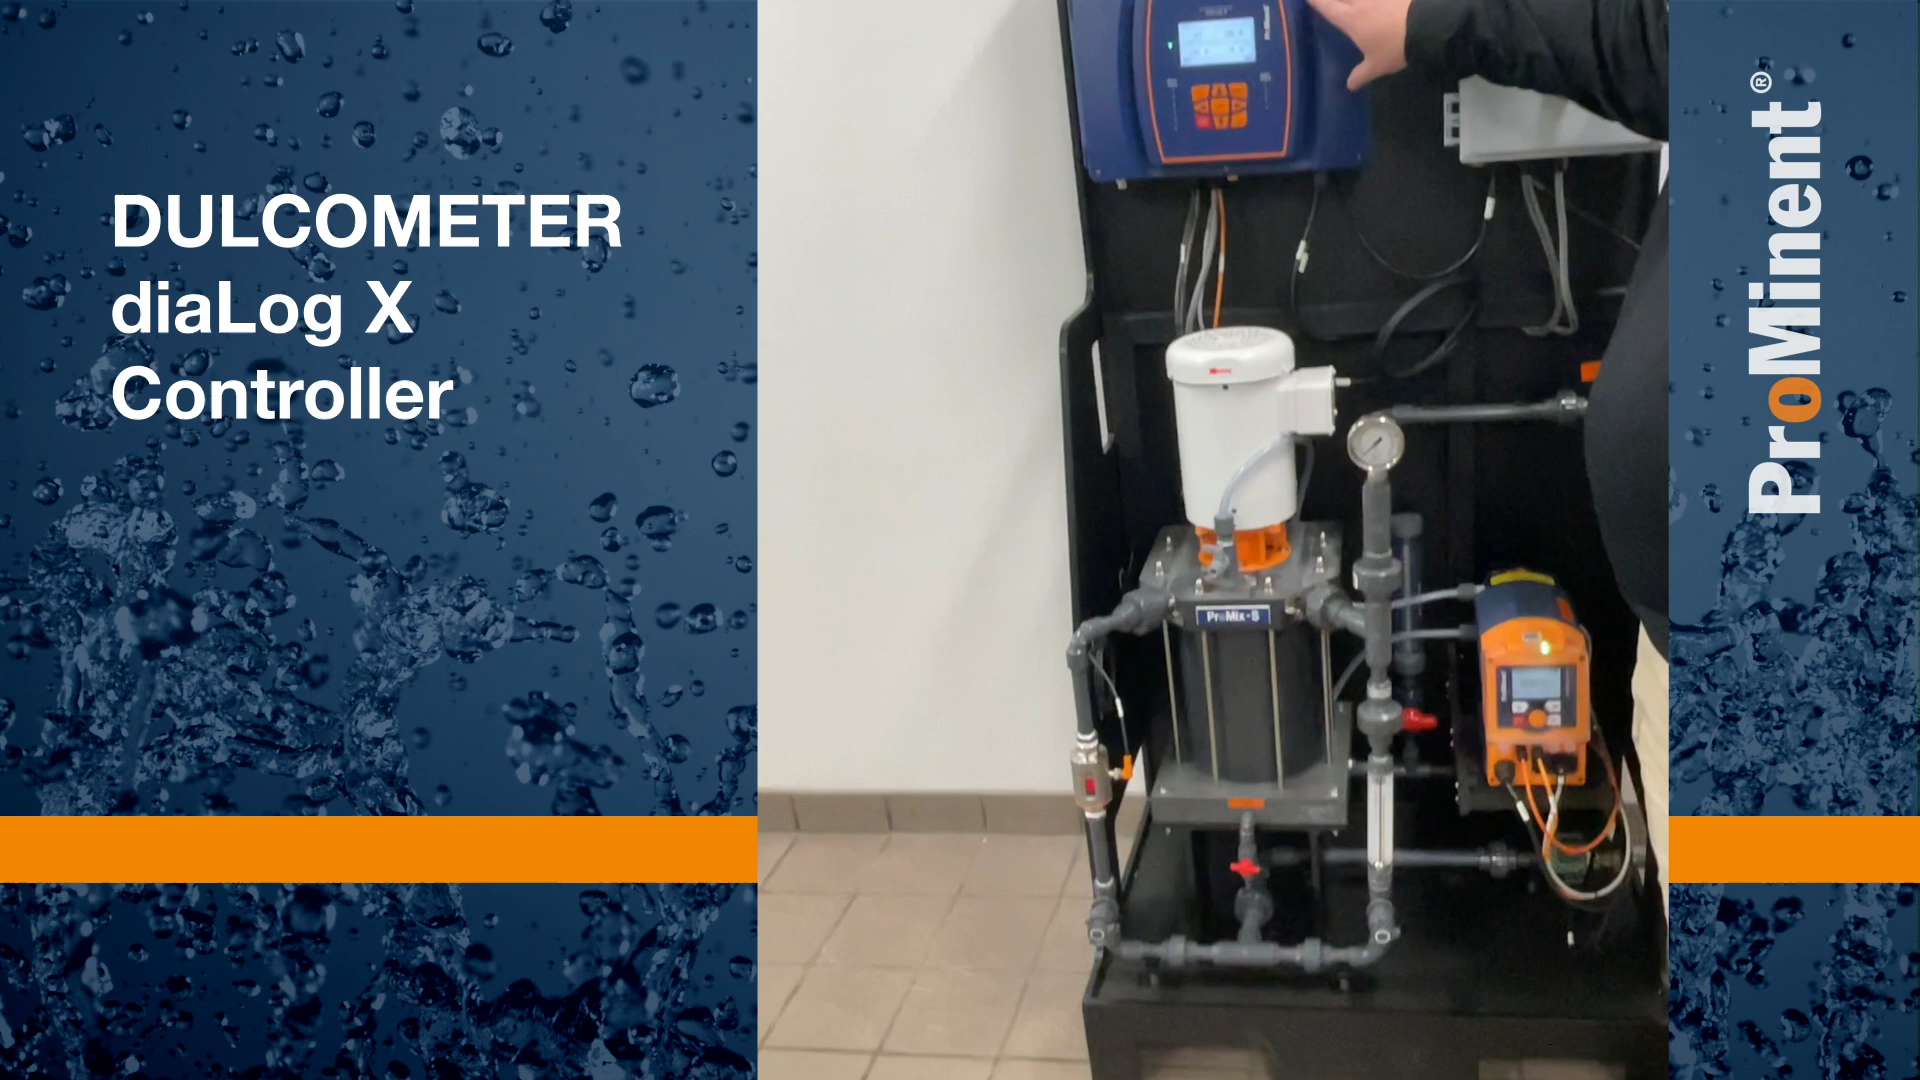 DULCOMETER
diaLog X
Controller
ProMinent®
ProMix-S